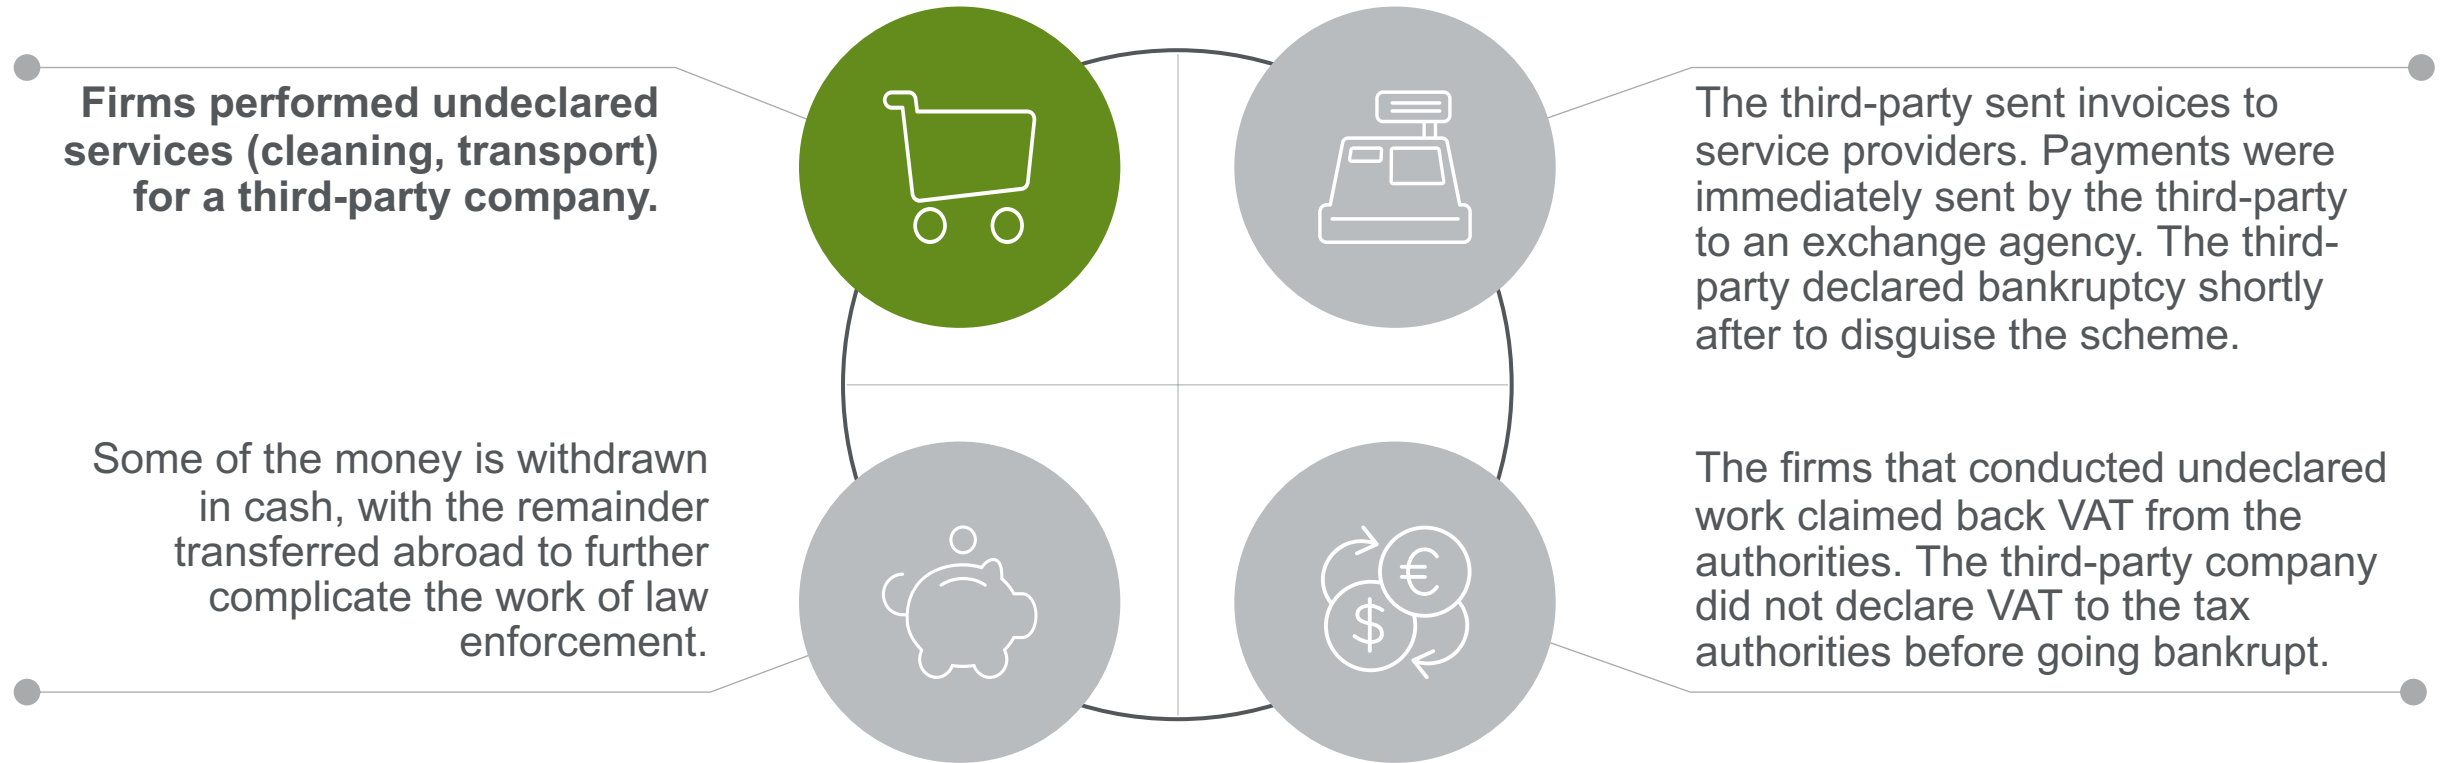 Firms performed undeclared
services (cleaning, transport)
for a third-party company.
The third-party sent invoices to
service providers. Payments were
immediately sent by the third-party
to an exchange agency. The third-
party declared bankruptcy shortly
after to disguise the scheme.
Some of the money is withdrawn
in cash, with the remainder
transferred abroad to further
complicate the work of law
enforcement.
The firms that conducted undeclared
work claimed back VAT from the
authorities. The third-party company
did not declare VAT to the tax
authorities before going bankrupt.
€
$